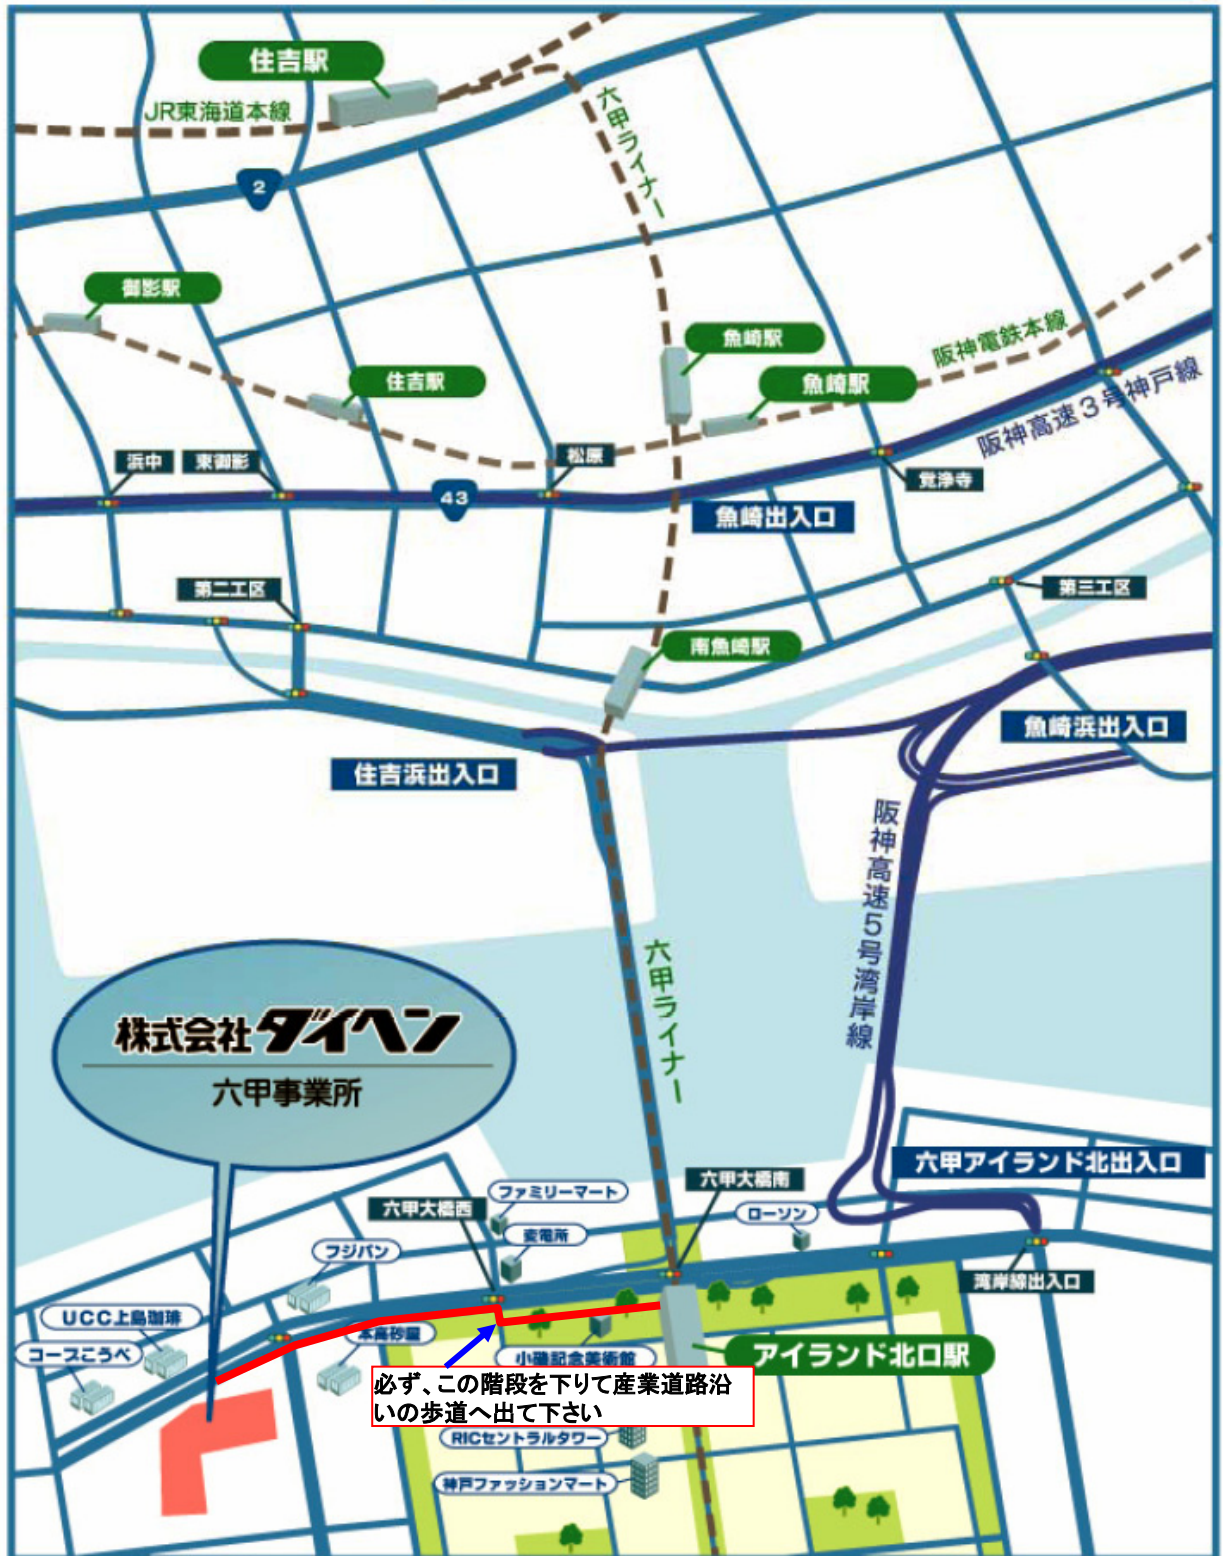 住吉駅
JR東海道本線
六甲ライナー
2
御影駅
魚崎駅
阪神電鉄本線
住吉駅
魚崎駅
阪神高速3号神戸線
浜中
東御影
松原
覚浄寺
43
魚崎出入口
第二工区
第三工区
南魚崎駅
魚崎浜出入口
住吉浜出入口
阪神高速5号湾岸線
六甲ライナー
株式会社ダイヘン
六甲事業所
六甲アイランド北出入口
六甲大橋南
ファミリーマート
六甲大橋西
ローソン
変電所
フジパン
湾岸線出入口
UCC上島珈琲
本高砂屋
コープこうべ
小磯記念美術館
アイランド北口駅
必ず、この階段を下りて産業道路沿
いの歩道へ出て下さい
RICセントラルタワー
神戸ファッションマート